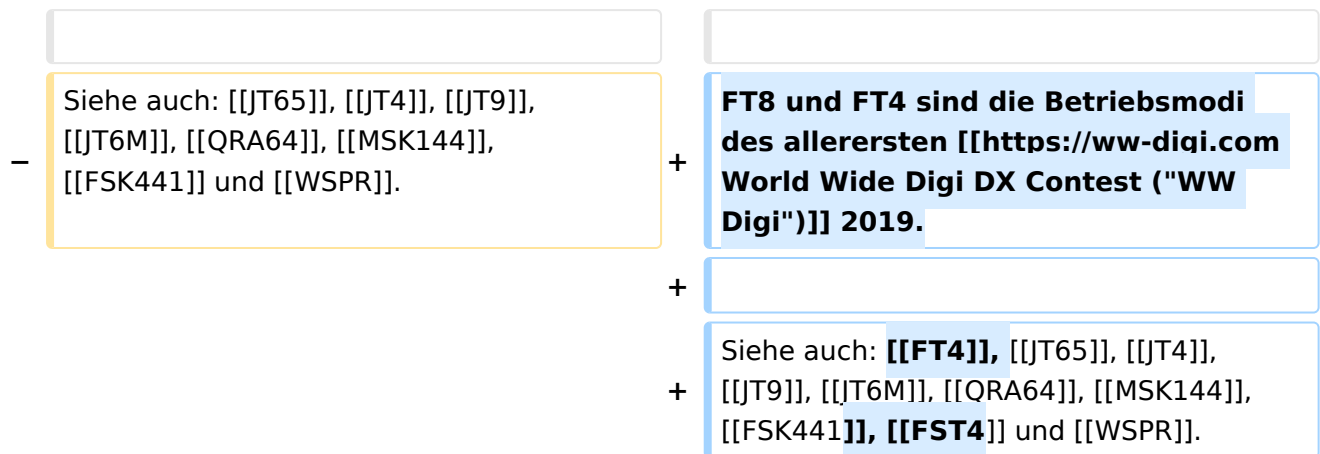 − Siehe auch: [[JT65]], [[JT4]], [[JT9]],
[[JT6M]], [[QRA64]], [[MSK144]],
[[FSK441]] und [[WSPR]].
+ FT8 und FT4 sind die Betriebsmodi
des allerersten [[https://ww-digi.com
World Wide Digi DX Contest ("WW
Digi")]] 2019.
+
+ Siehe auch: [[FT4]], [[JT65]], [[JT4]],
[[JT9]], [[JT6M]], [[QRA64]], [[MSK144]],
[[FSK441]], [[FST4]] und [[WSPR]].